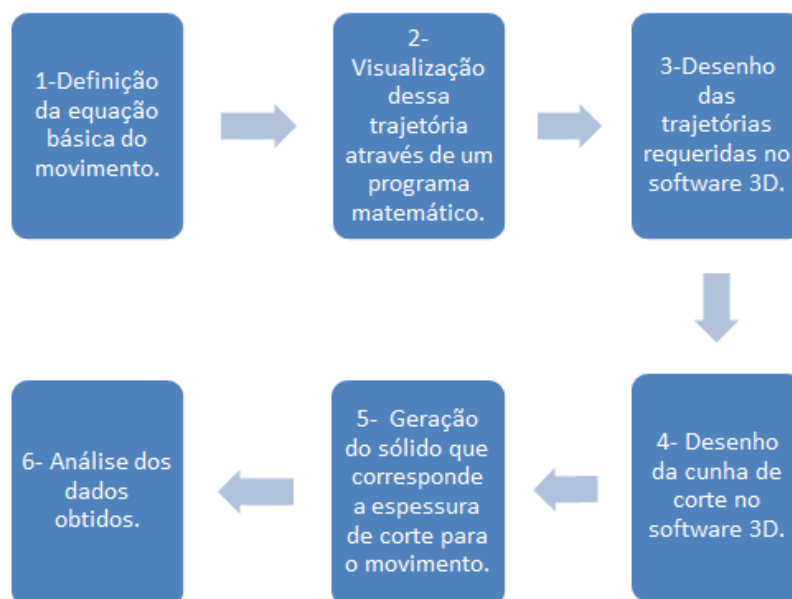 1-Definição
da equação
básica do
movimento.
2-
Visualização
dessa
trajetória
através de um
programa
matemático.
3-Desenho
das
trajetórias
requeridas no
software 3D.
4- Desenho
da cunha de
corte no
software 3D.
5- Geração
do sólido que
corresponde
a espessura
de corte para
o movimento.
6- Análise dos
dados
obtidos.